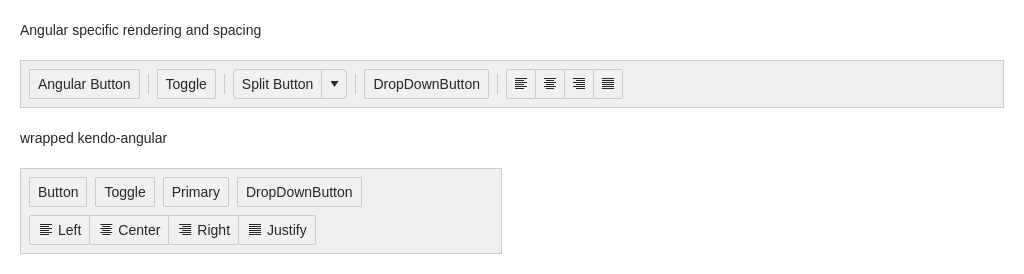 Angular specific rendering and spacing
Angular Button Toggle Split Button DropDownButton
wrapped kendo-angular
Button Toggle Primary DropDownButton
Left Center Right Justify